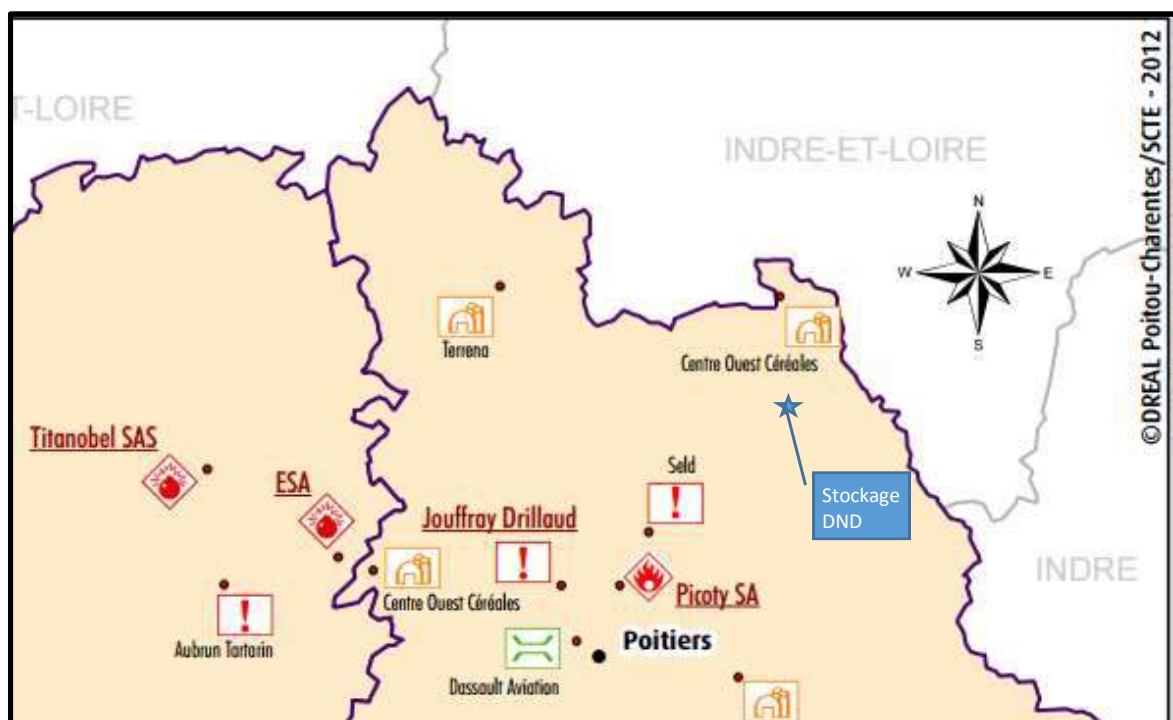 T-LOIRE
INDRE-ET-LOIRE
©DREAL Poitou-Charentes/SCTE - 2012
N
W
E
S
Terrena
Centre Ouest Céréales
Titanobel SAS
ESA
Seld
Stockage
DND
Jouffray Drillaud
INDRE
Picoty SA
Centre Ouest Céréales
Aubrun Tartarin
Poitiers
Dassault Aviation